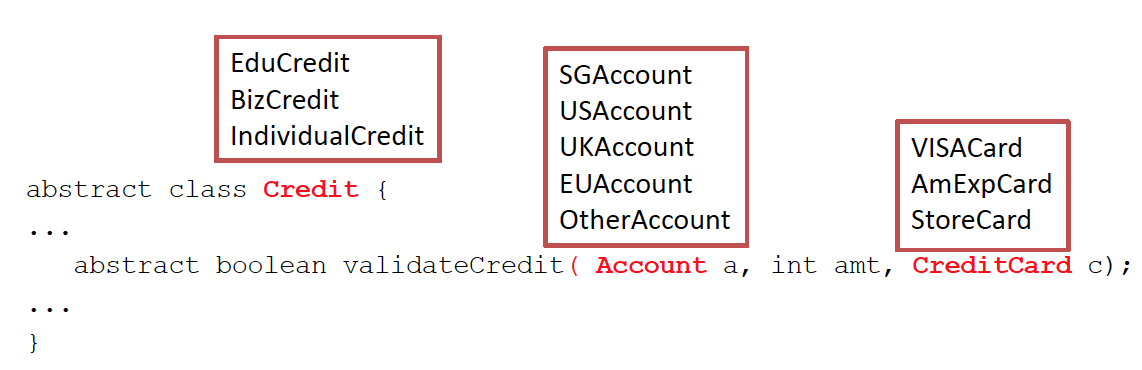 EduCredit
BizCredit
IndividualCredit
SGAccount
USAccount
UKAccount
EUAccount
OtherAccount
VISACard
AmExpCard
StoreCard
abstract class Credit {
...
abstract boolean validateCredit( Account a, int amt, CreditCard c);
...
}